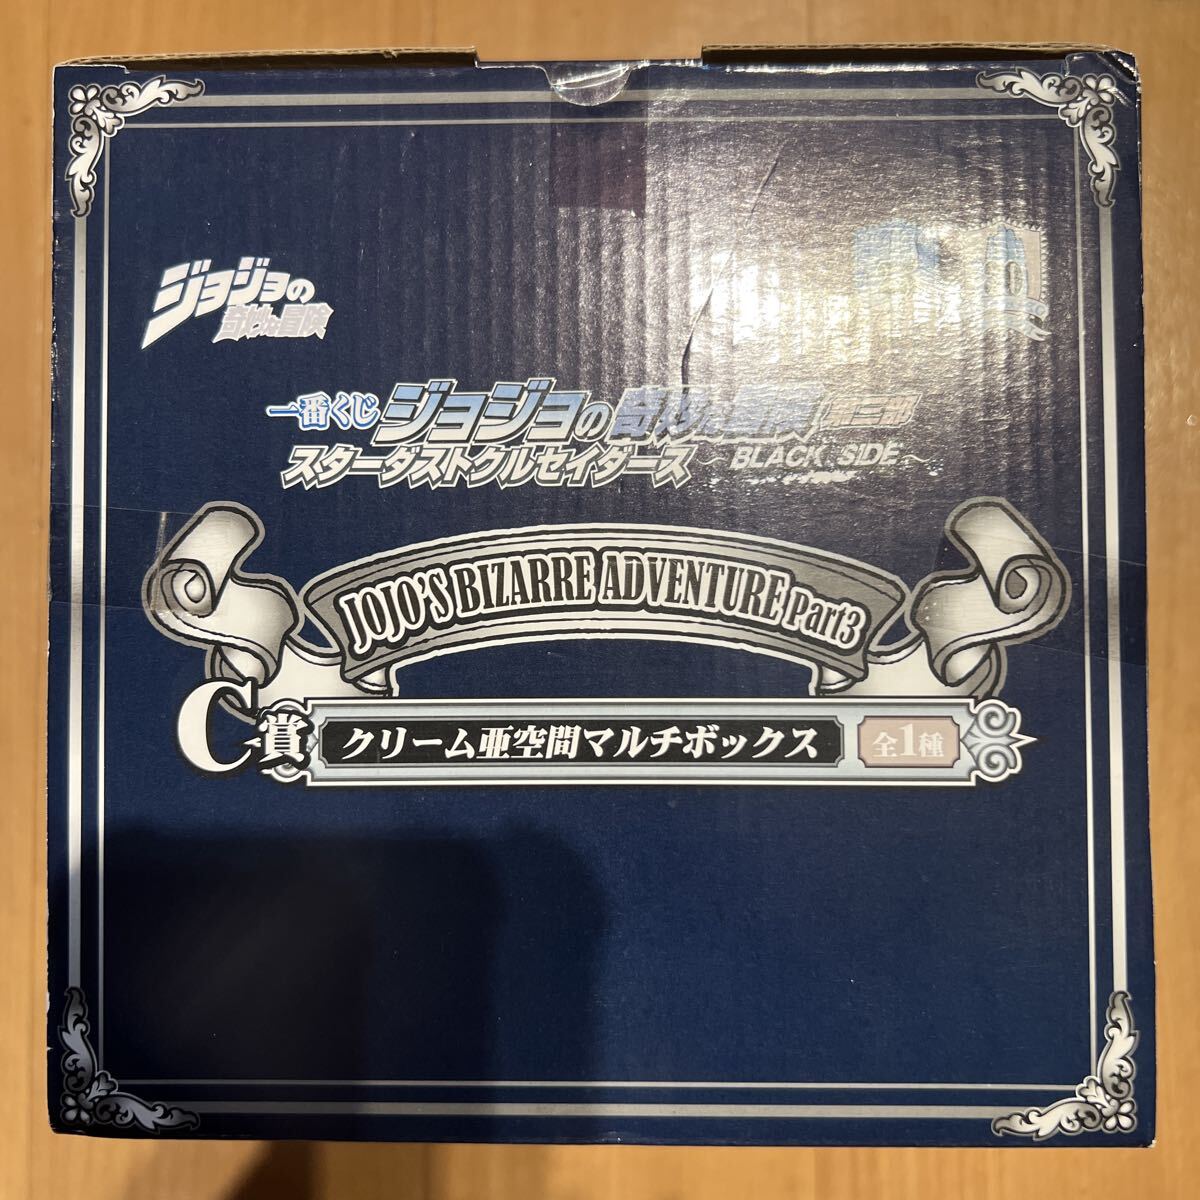 ジョジョの
奇妙な冒険
一番くじ ジョジョの奇妙な冒険 第三部
スターダストクルセイダース ～BLACK SIDE～
JOJO'S BIZARRE ADVENTURE Part3
C賞 クリーム亜空間マルチボックス 全1種